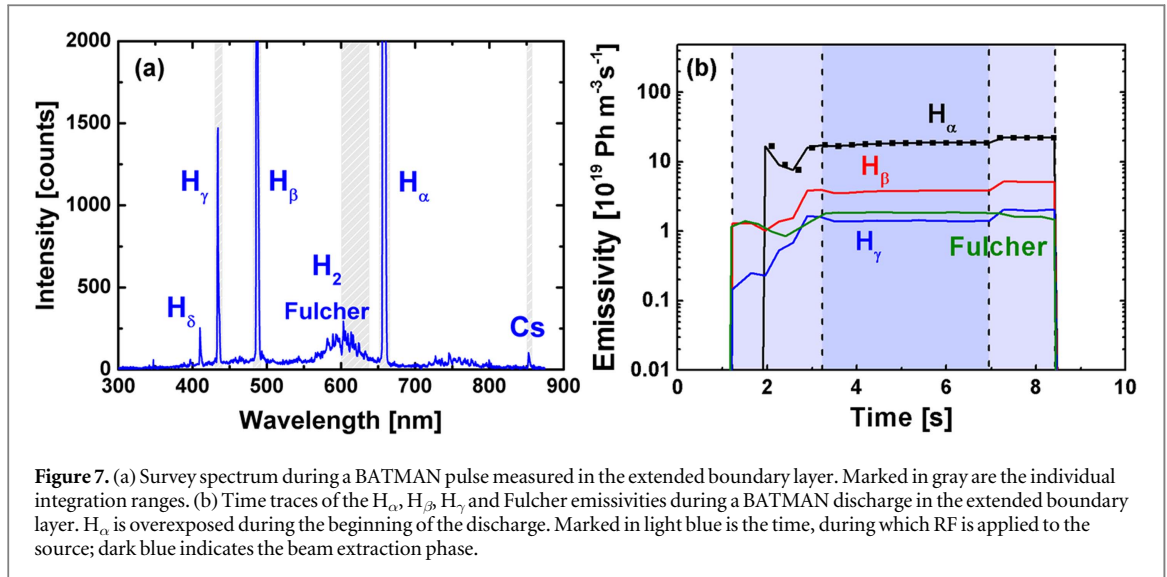 (a)
2000
1500
1000
500
0
Intensity [counts]
Hγ
Hβ
Hα
H2
Fulcher
Hδ
Cs
300 400 500 600 700 800 900
Wavelength [nm]
(b)
100
10
1
0.1
0.01
Emissivity [10^19 Ph m^-3 s^-1]
Hα
Hβ
Hγ
Fulcher
0 2 4 6 8 10
Time [s]
Figure 7. (a) Survey spectrum during a BATMAN pulse measured in the extended boundary layer. Marked in gray are the individual
integration ranges. (b) Time traces of the Hα, Hβ, Hγ and Fulcher emissivities during a BATMAN discharge in the extended boundary
layer. Hα is overexposed during the beginning of the discharge. Marked in light blue is the time, during which RF is applied to the
source; dark blue indicates the beam extraction phase.